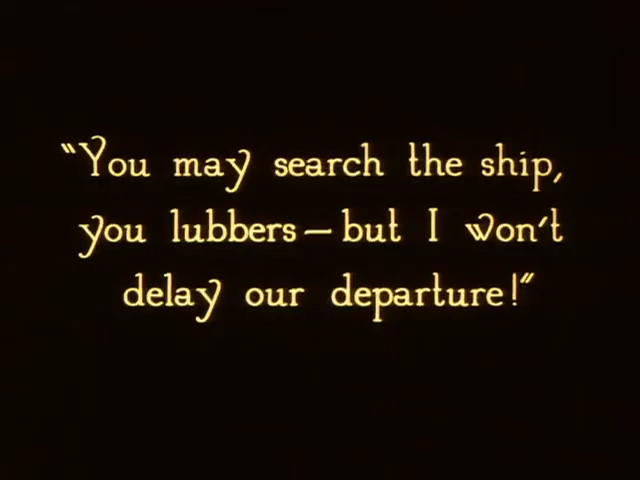 "You may search the ship,
you lubbers – but I won't
delay our departure!"